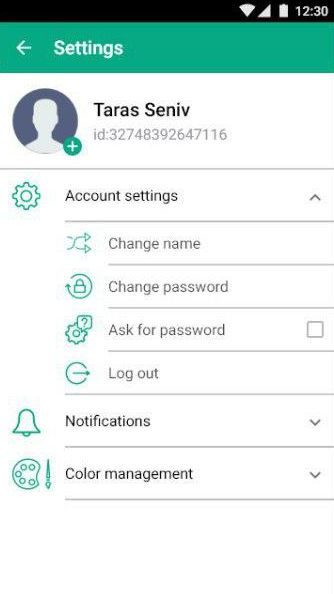 12:30
Settings
Taras Seniv
id:32748392647116
Account settings
Change name
Change password
Ask for password
Log out
Notifications
Color management